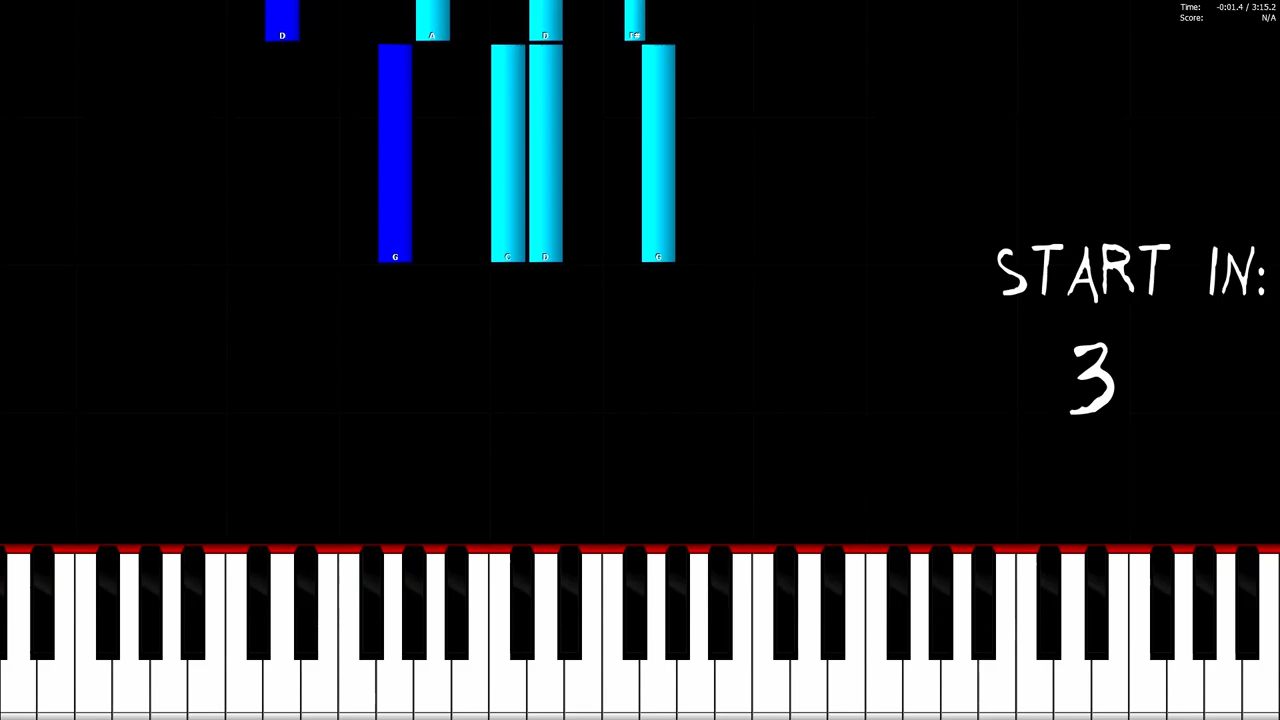 Time: -0:01.4 / 3:15.2
Score: N/A
D A D F#
G C D G
START IN:
3